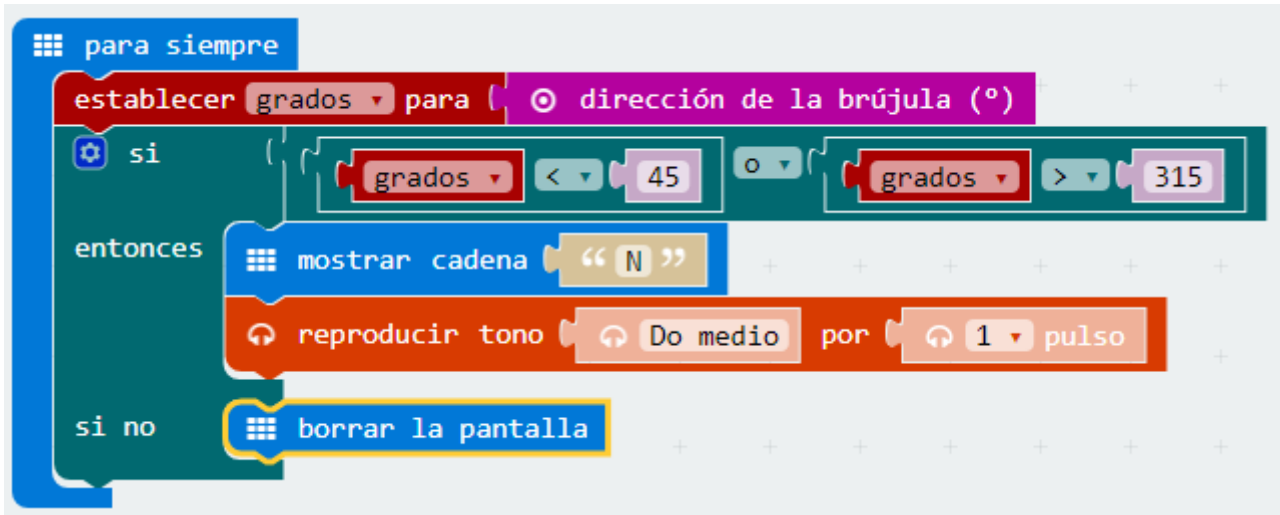 para siempre
establecer grados para dirección de la brújula (º)
si grados < 45 o grados > 315
entonces mostrar cadena “ N ”
reproducir tono Do medio por 1 pulso
si no borrar la pantalla